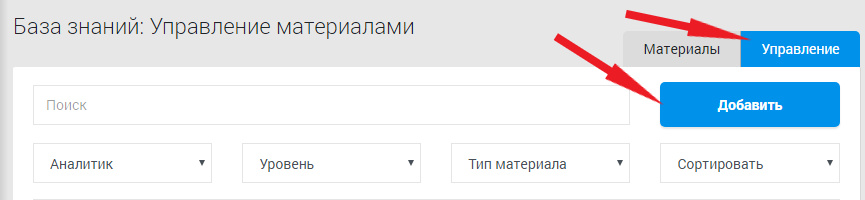 База знаний: Управление материалами
Материалы Управление
Поиск Добавить
Аналитик Уровень Тип материала Сортировать